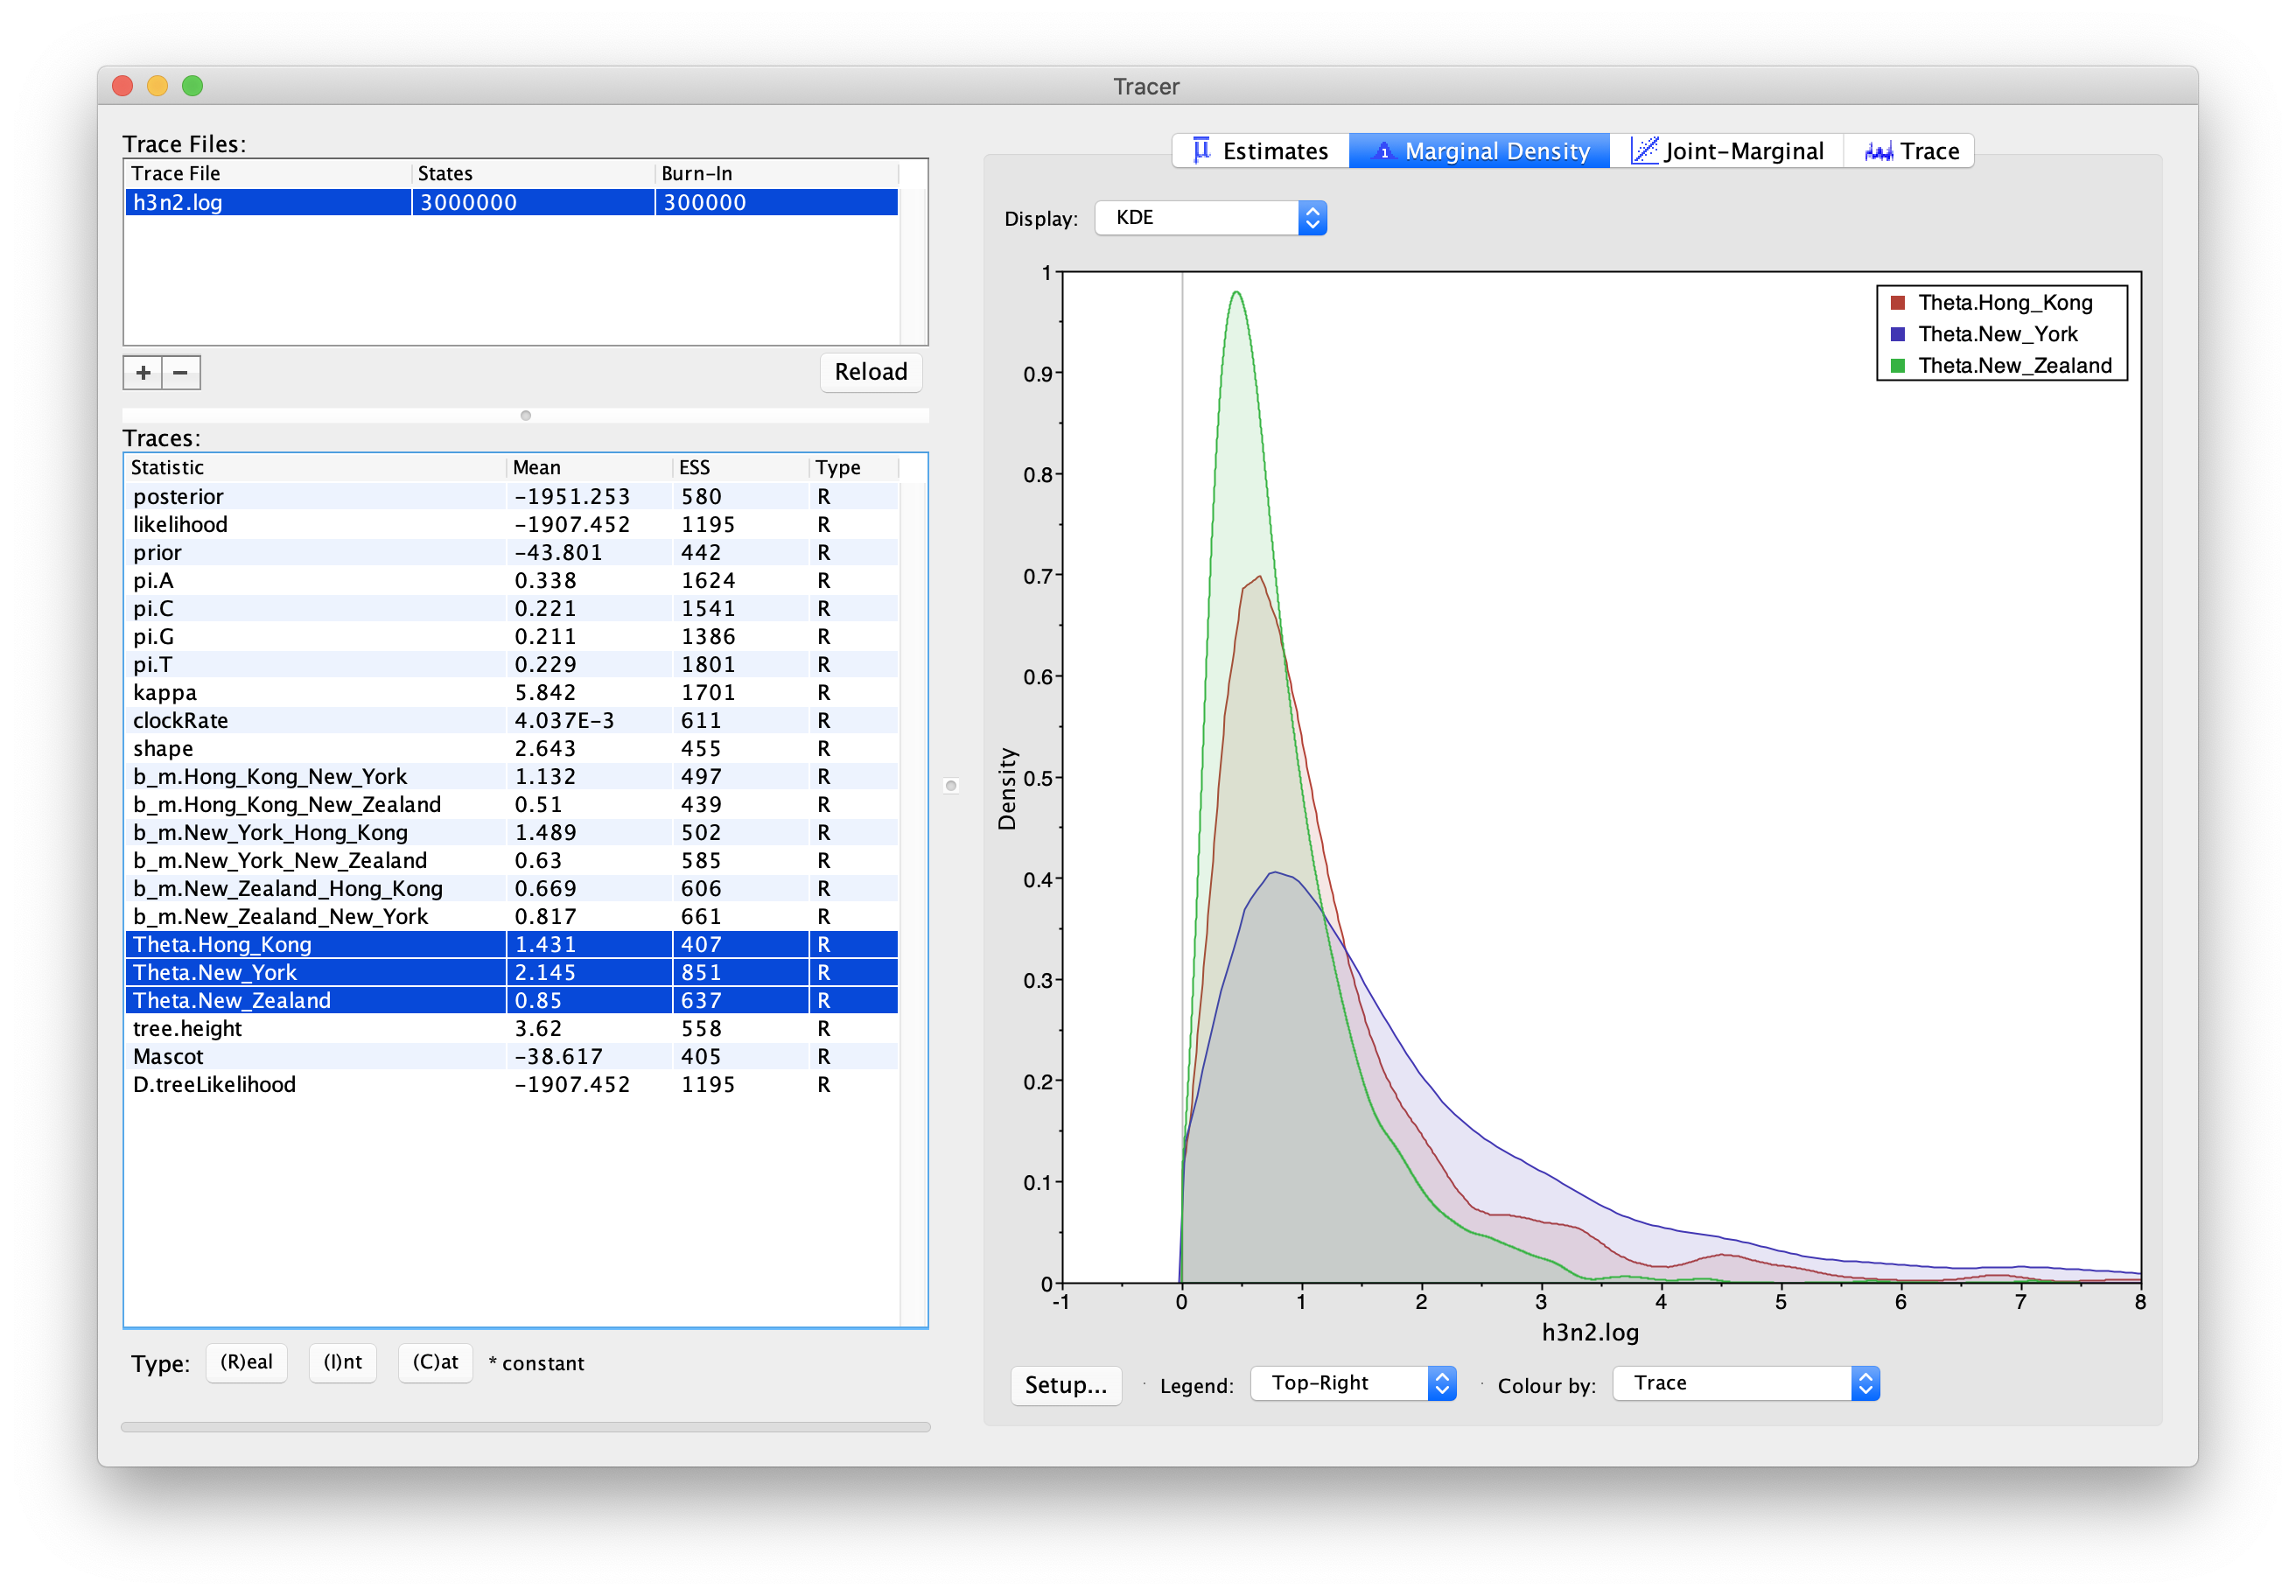 Tracer
Trace Files:
Trace File States Burn-In
h3n2.log 3000000 300000
+ −
Reload
Traces:
Statistic Mean ESS Type
posterior −1951.253 580 R
likelihood −1907.452 1195 R
prior −43.801 442 R
pi.A 0.338 1624 R
pi.C 0.221 1541 R
pi.G 0.211 1386 R
pi.T 0.229 1801 R
kappa 5.842 1701 R
clockRate 4.037E-3 611 R
shape 2.643 455 R
b_m.Hong_Kong_New_York 1.132 497 R
b_m.Hong_Kong_New_Zealand 0.51 439 R
b_m.New_York_Hong_Kong 1.489 502 R
b_m.New_York_New_Zealand 0.63 585 R
b_m.New_Zealand_Hong_Kong 0.669 606 R
b_m.New_Zealand_New_York 0.817 661 R
Theta.Hong_Kong 1.431 407 R
Theta.New_York 2.145 851 R
Theta.New_Zealand 0.85 637 R
tree.height 3.62 558 R
Mascot −38.617 405 R
D.treeLikelihood −1907.452 1195 R
Type: (R)eal (I)nt (C)at * constant
μ Estimates 1 Marginal Density Joint-Marginal Trace
Display: KDE
Theta.Hong_Kong
Theta.New_York
Theta.New_Zealand
Density
1
0.9
0.8
0.7
0.6
0.5
0.4
0.3
0.2
0.1
0
-1 0 1 2 3 4 5 6 7 8
h3n2.log
Setup... Legend: Top-Right Colour by: Trace